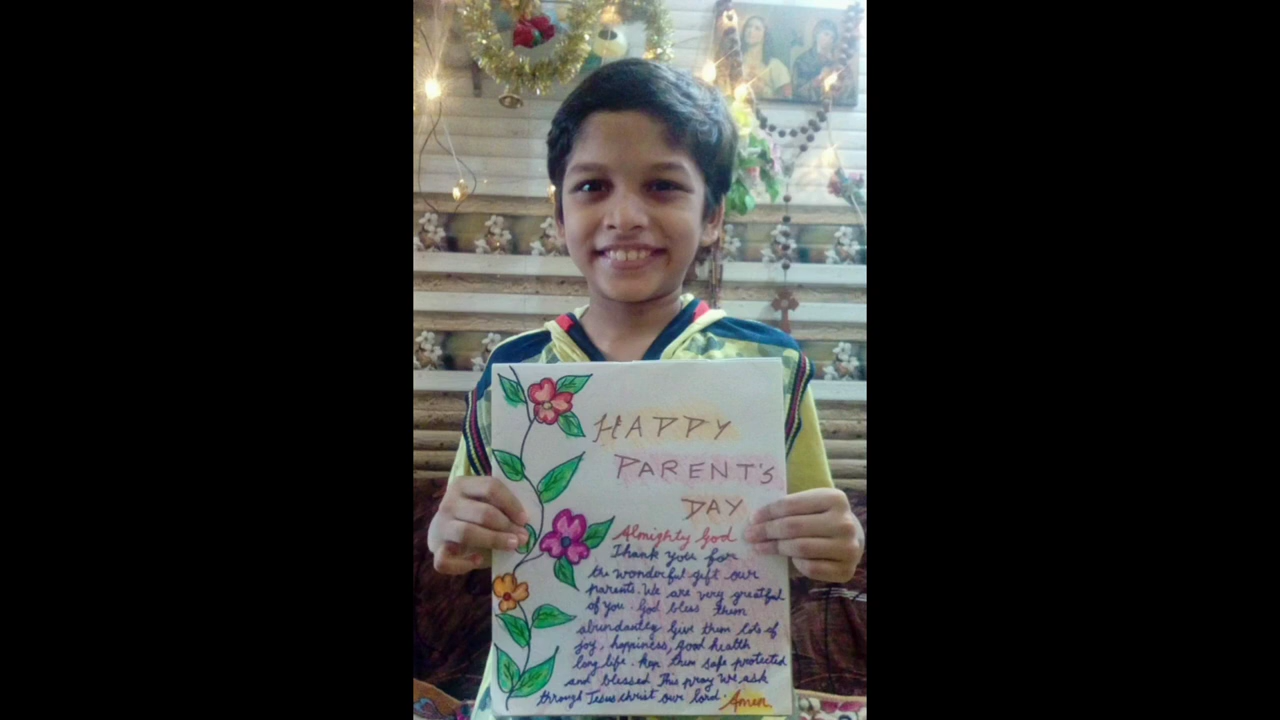 HAPPY
PARENT'S
DAY
Almighty God
Thank you for
the wonderful gift our
parents. We are very greatful
of you. God bless them
abundantly Give them lots of
joy, happiness, good health
long life. Keep them safe protected
and blessed This pray We ask
through Jesus christ our lord. Amen.